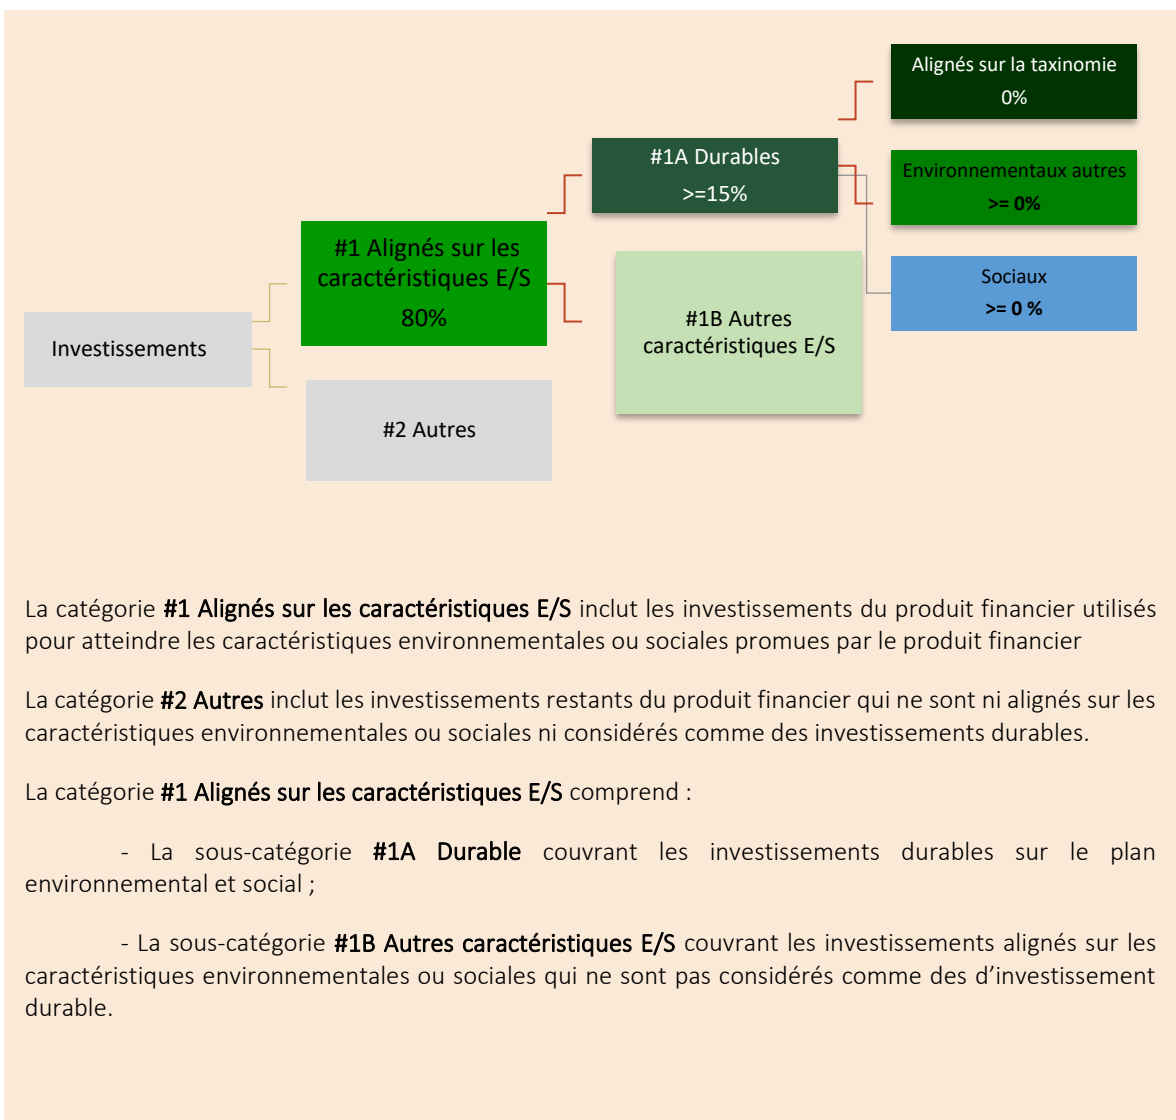 Alignés sur la taxinomie
0%
#1A Durables
>=15%
Environnementaux autres
>= 0%
#1 Alignés sur les
caractéristiques E/S
80%
Sociaux
>= 0 %
#1B Autres
caractéristiques E/S
Investissements
#2 Autres
La catégorie #1 Alignés sur les caractéristiques E/S inclut les investissements du produit financier utilisés
pour atteindre les caractéristiques environnementales ou sociales promues par le produit financier
La catégorie #2 Autres inclut les investissements restants du produit financier qui ne sont ni alignés sur les
caractéristiques environnementales ou sociales ni considérés comme des investissements durables.
La catégorie #1 Alignés sur les caractéristiques E/S comprend :
- La sous-catégorie #1A Durable couvrant les investissements durables sur le plan
environnemental et social ;
- La sous-catégorie #1B Autres caractéristiques E/S couvrant les investissements alignés sur les
caractéristiques environnementales ou sociales qui ne sont pas considérés comme des d’investissement
durable.